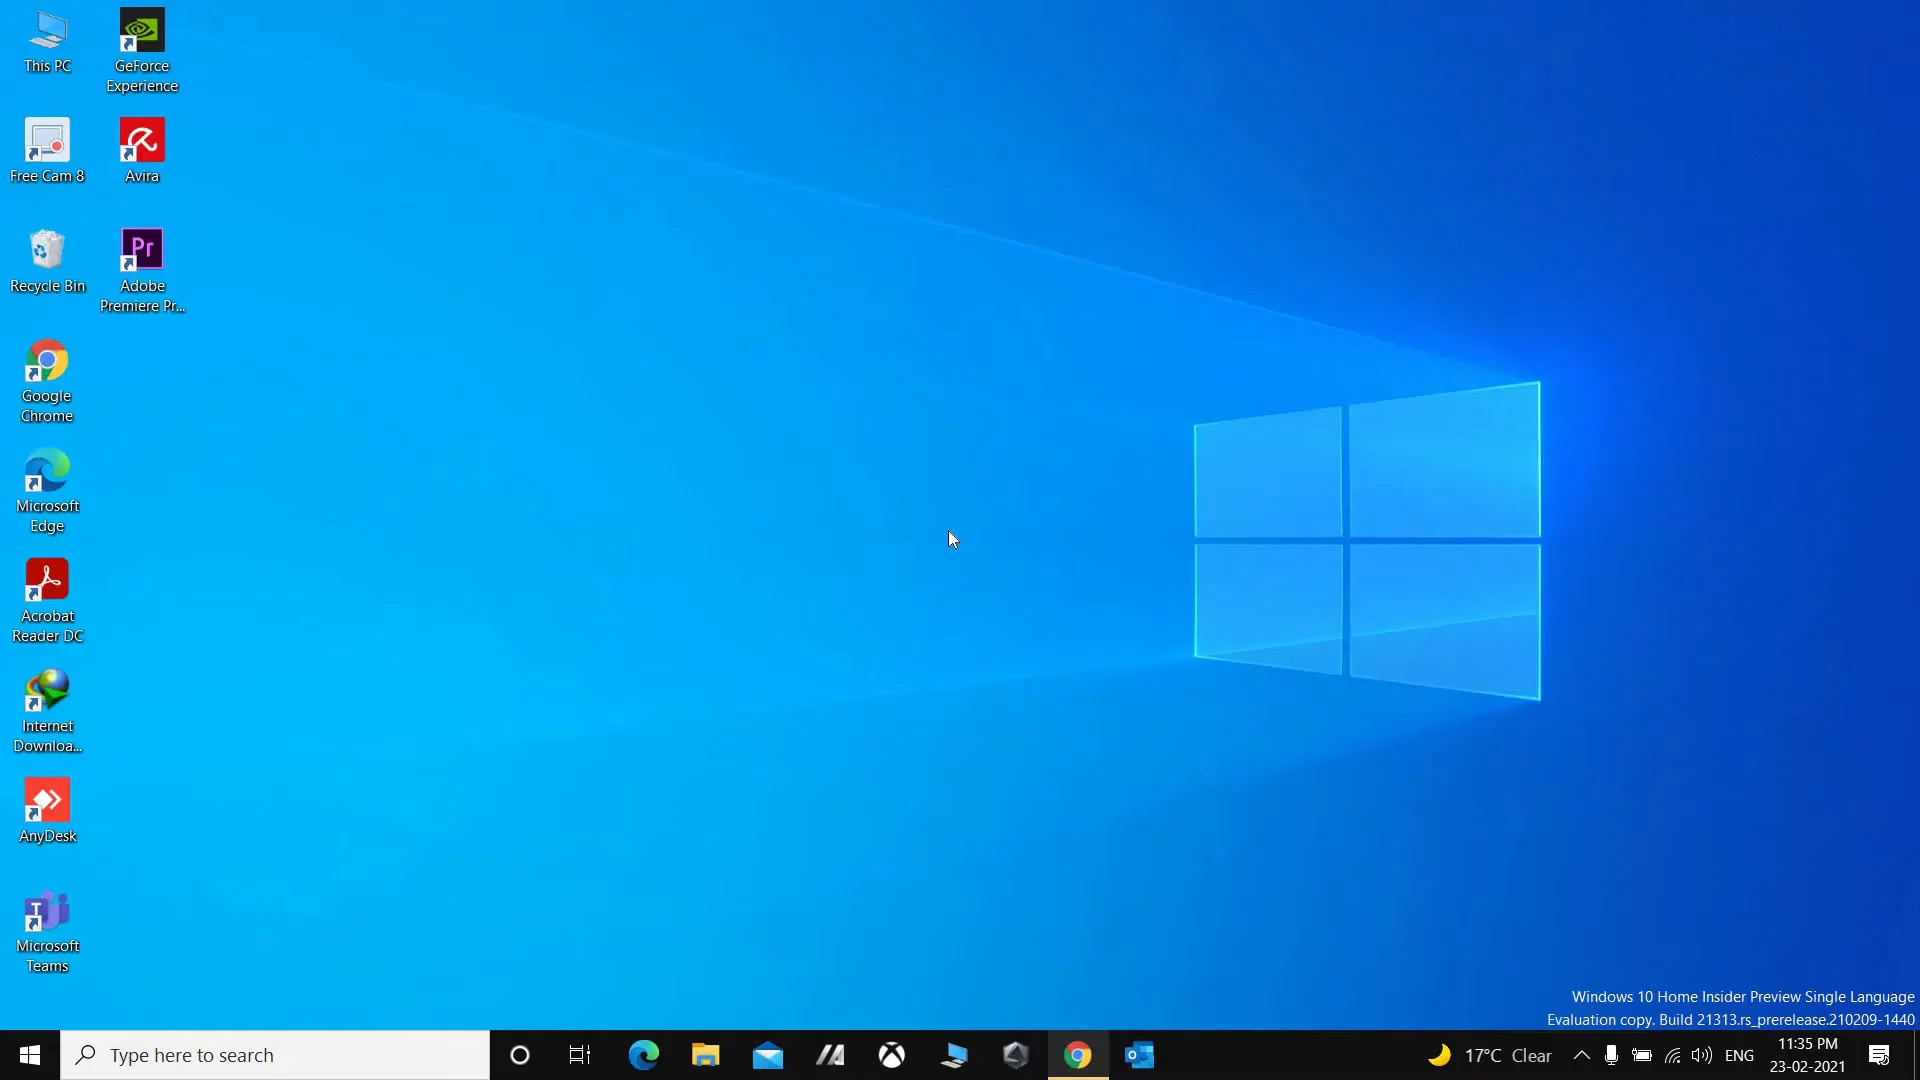 This PC
GeForce
Experience
Free Cam 8
Avira
Recycle Bin
Pr
Adobe
Premiere Pr...
Google
Chrome
Microsoft
Edge
Acrobat
Reader DC
Internet
Downloa...
AnyDesk
T
Microsoft
Teams
Windows 10 Home Insider Preview Single Language
Evaluation copy. Build 21313.rs_prerelease.210209-1440
Type here to search
17°C Clear
ENG
11:35 PM
23-02-2021